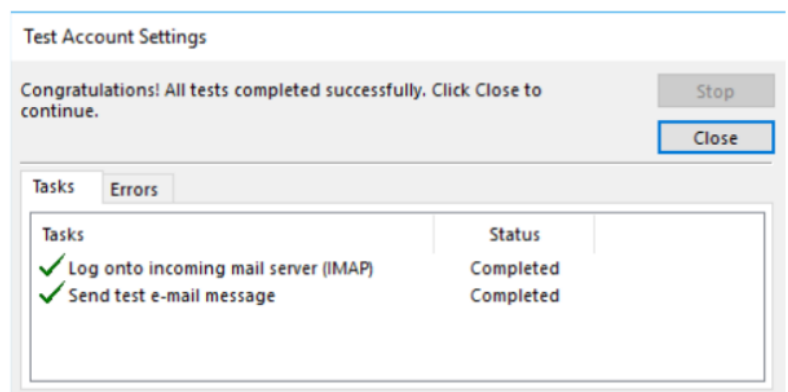 Test Account Settings
Congratulations! All tests completed successfully. Click Close to
continue.
Stop
Close
Tasks Errors
Tasks Status
Log onto incoming mail server (IMAP) Completed
Send test e-mail message Completed